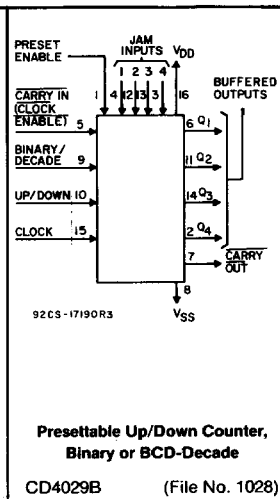 PRESET
ENABLE
JAM
INPUTS
VDD
1 2 3 4
1 4 12 13 3 16
BUFFERED
OUTPUTS
CARRY IN
(CLOCK
ENABLE) 5
6 Q1
BINARY/
DECADE 9
11 Q2
UP/DOWN 10
14 Q3
CLOCK 15
2 Q4
7
CARRY
OUT
8
92CS-17190R3
VSS
Presettable Up/Down Counter,
Binary or BCD-Decade
CD4029B (File No. 1028)